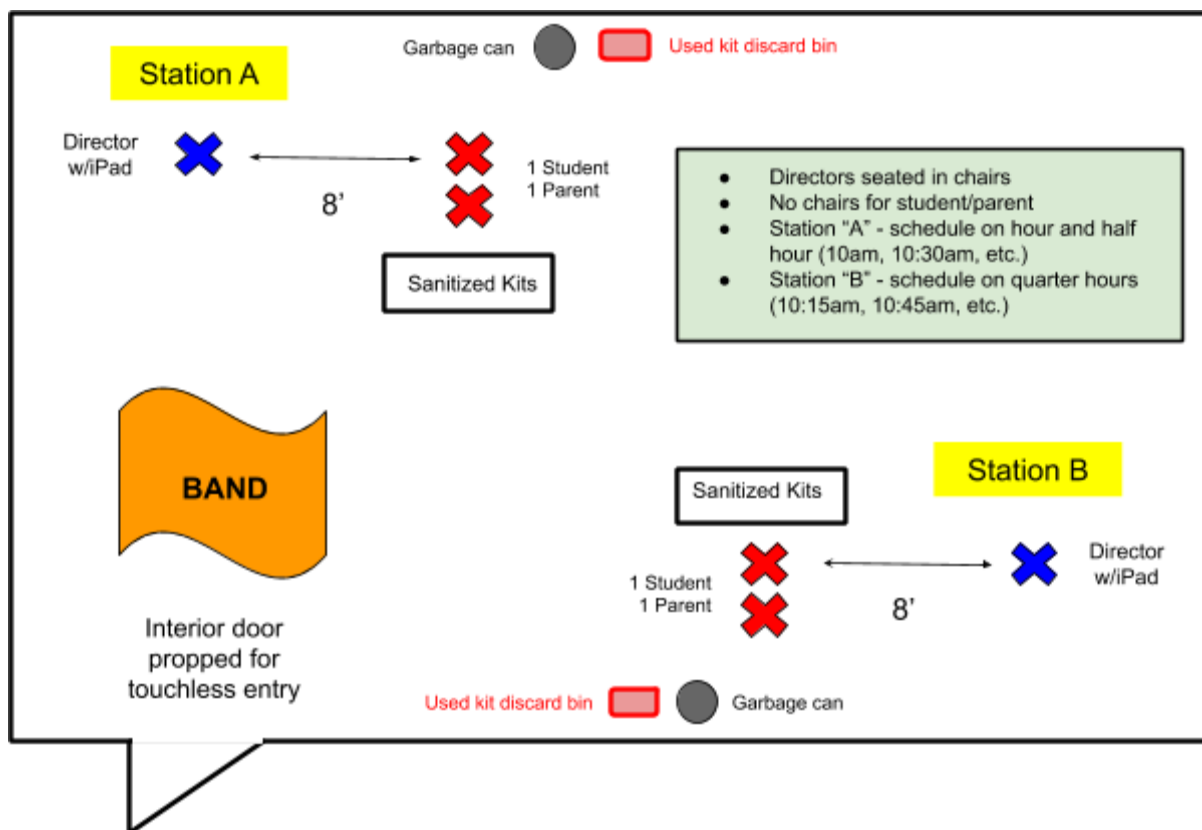 Garbage can
Used kit discard bin
Station A
Director
w/iPad
8’
1 Student
1 Parent
Sanitized Kits
● Directors seated in chairs
● No chairs for student/parent
● Station “A” - schedule on hour and half
hour (10am, 10:30am, etc.)
● Station “B” - schedule on quarter hours
(10:15am, 10:45am, etc.)
BAND
Interior door
propped for
touchless entry
Sanitized Kits
Station B
1 Student
1 Parent
8’
Director
w/iPad
Used kit discard bin
Garbage can